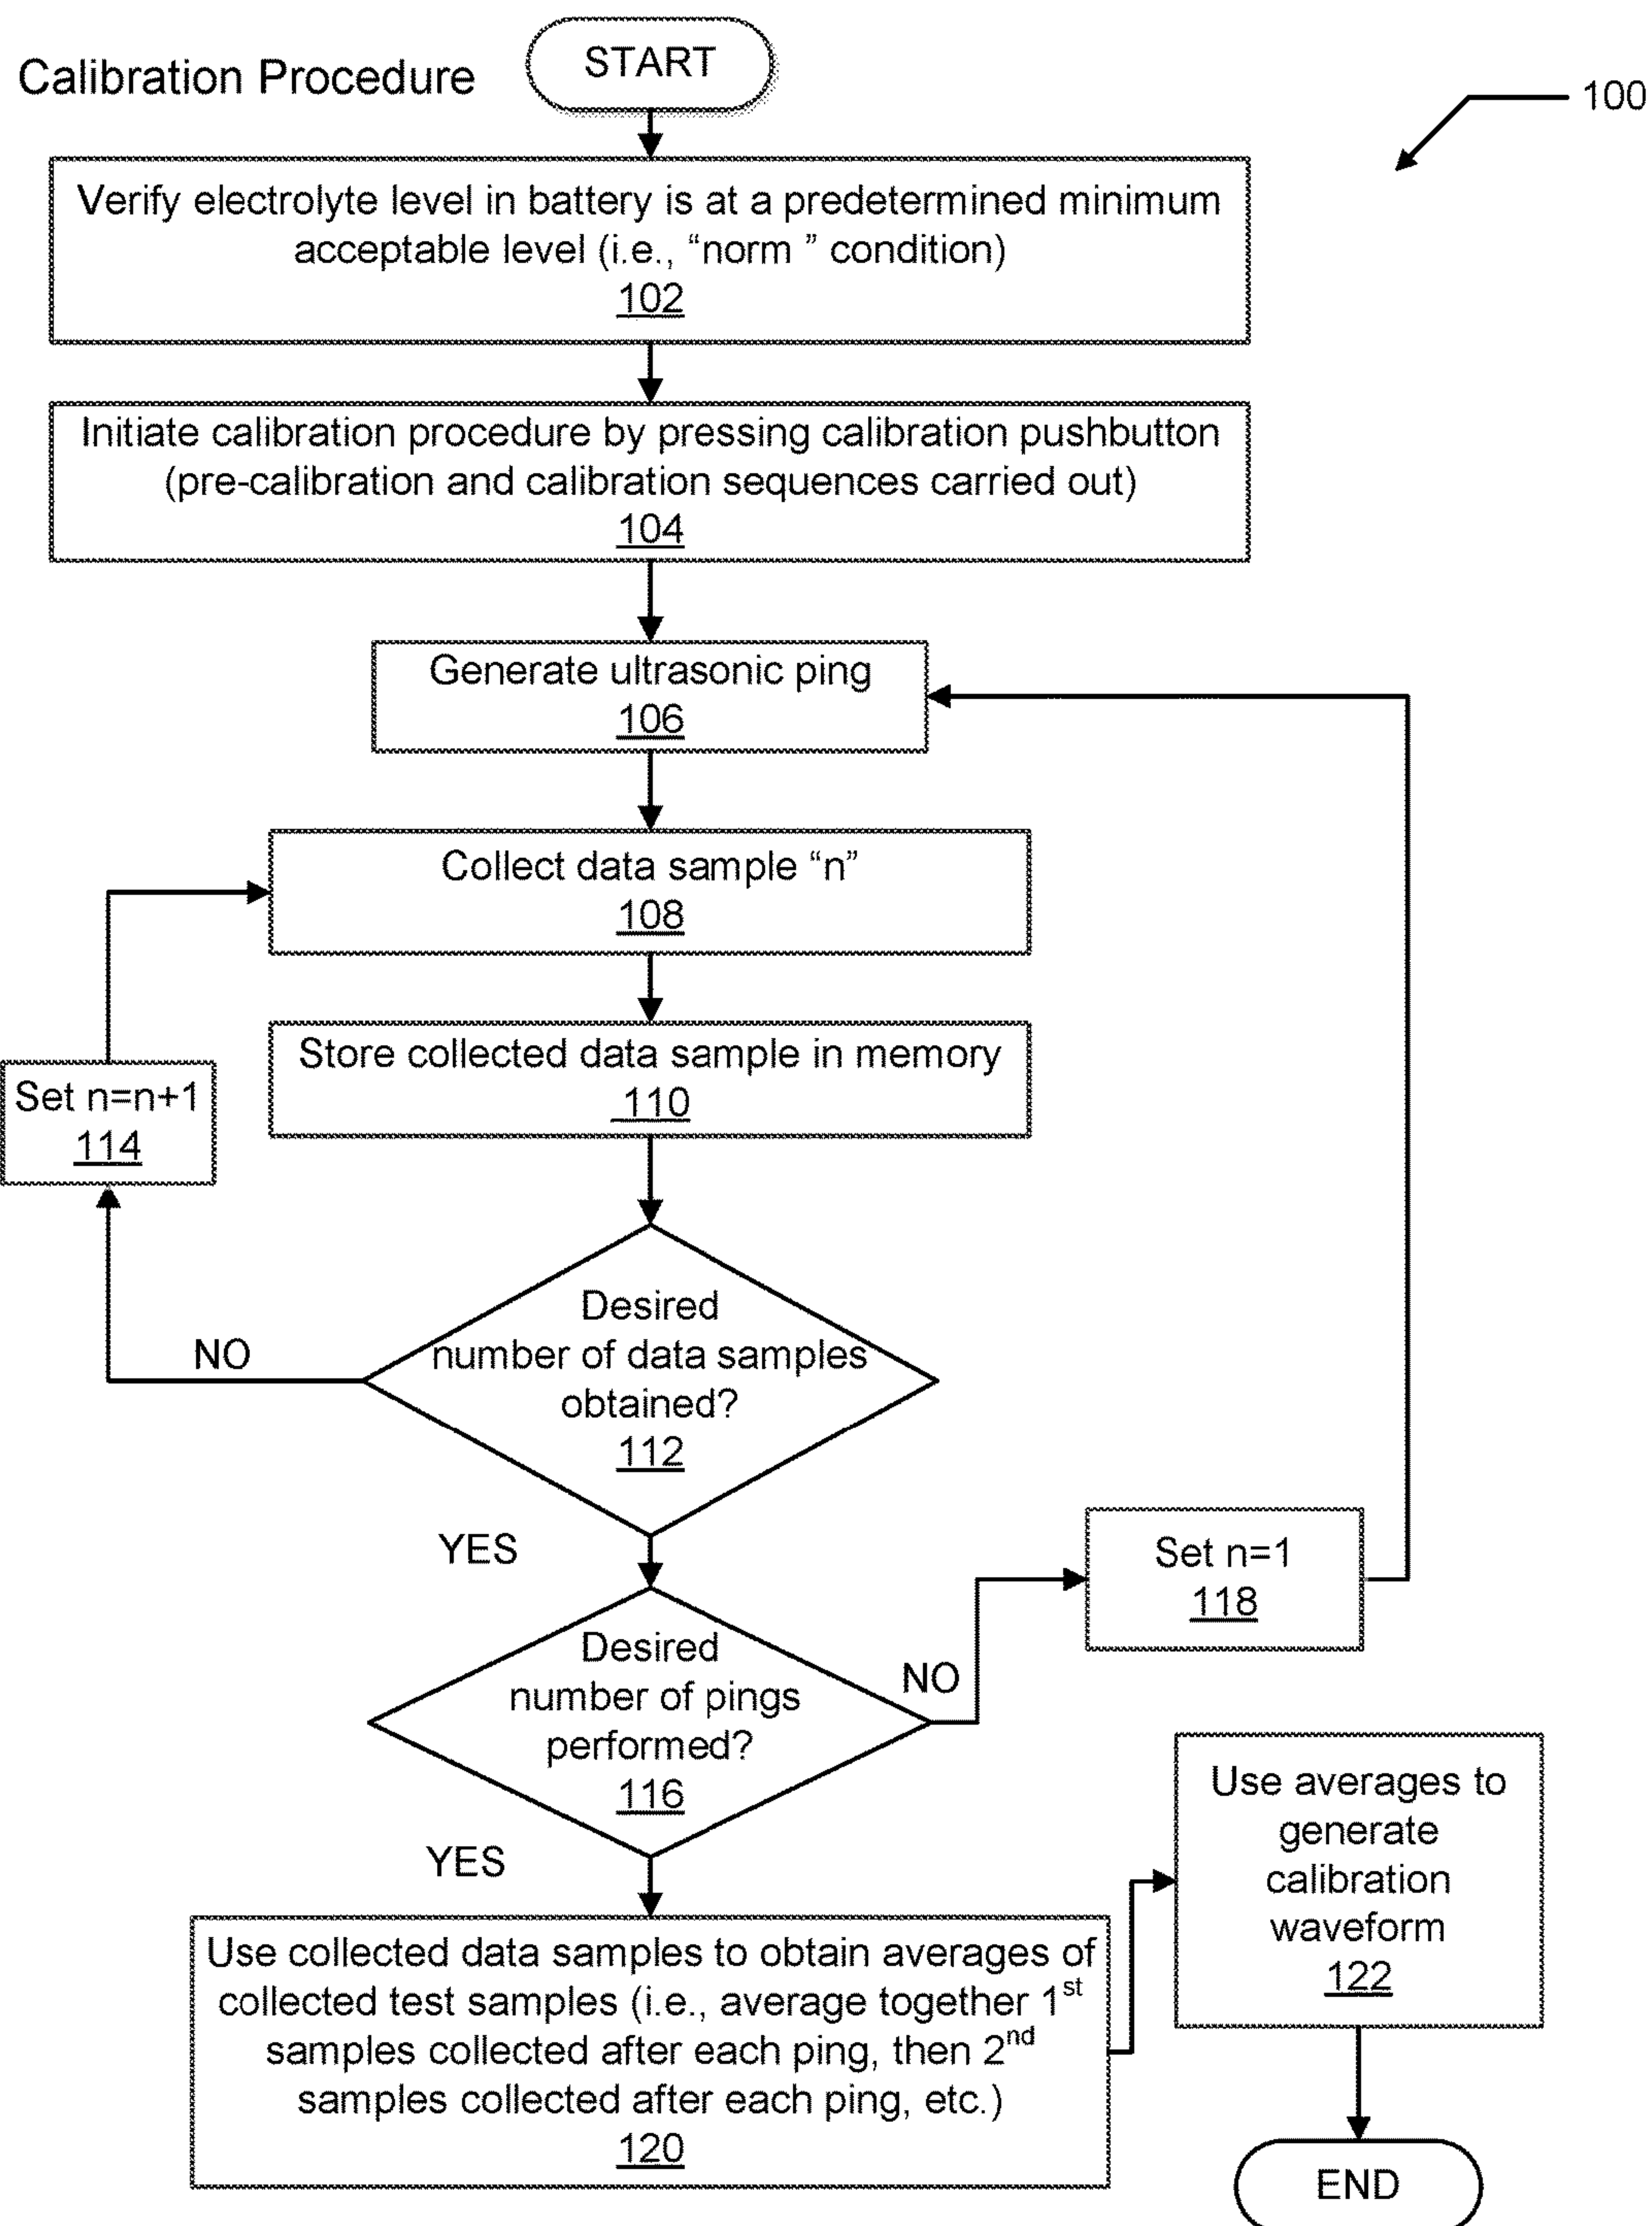 Calibration Procedure
START
100
Verify electrolyte level in battery is at a predetermined minimum
acceptable level (i.e., “norm ” condition)
102
Initiate calibration procedure by pressing calibration pushbutton
(pre-calibration and calibration sequences carried out)
104
Generate ultrasonic ping
106
Collect data sample “n”
108
Store collected data sample in memory
110
Set n=n+1
114
Desired
number of data samples
obtained?
112
NO
YES
Set n=1
118
Desired
number of pings
performed?
116
NO
YES
Use collected data samples to obtain averages of
collected test samples (i.e., average together 1st
samples collected after each ping, then 2nd
samples collected after each ping, etc.)
120
Use averages to
generate
calibration
waveform
122
END